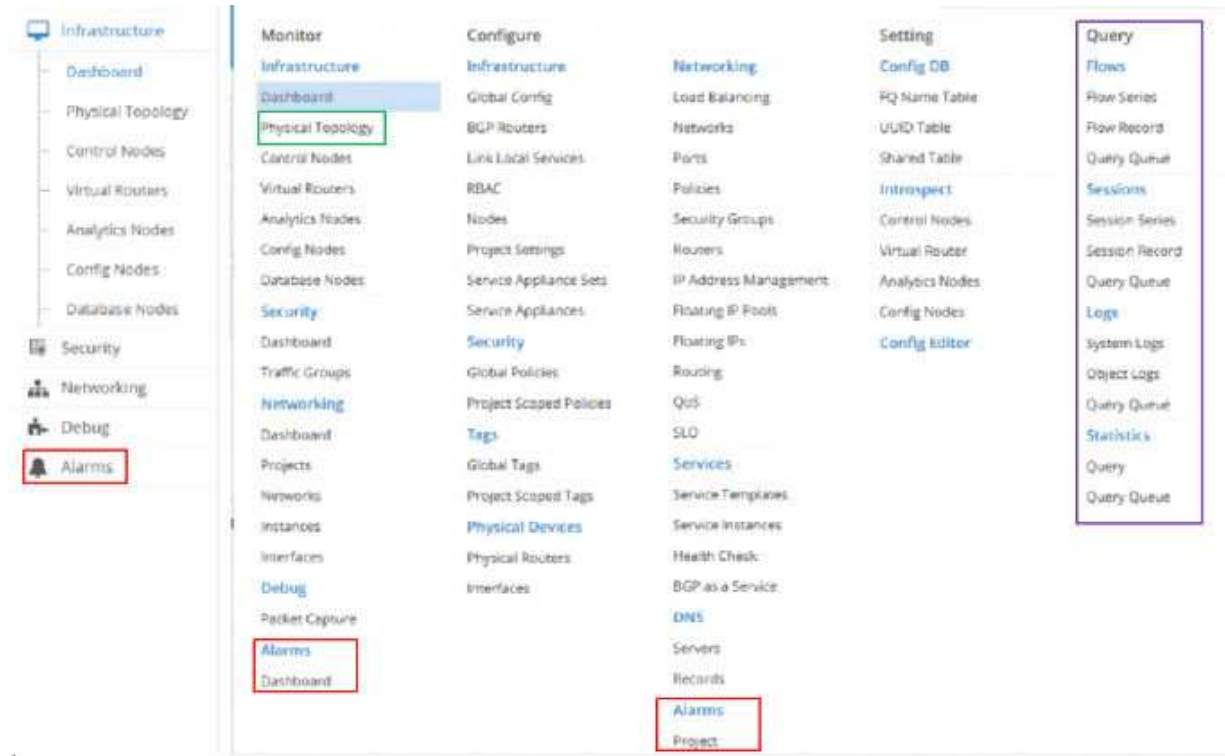 Infrastructure
Dashboard
Physical Topology
Control Nodes
Virtual Routers
Analytics Nodes
Config Nodes
Database Nodes
Security
Networking
Debug
Alarms
Monitor
Infrastructure
Dashboard
Physical Topology
Control Nodes
Virtual Routers
Analytics Nodes
Config Nodes
Database Nodes
Security
Dashboard
Traffic Groups
Networking
Dashboard
Projects
Networks
Instances
Interfaces
Debug
Packet Capture
Alarms
Dashboard
Configure
Infrastructure
Global Config
BGP Routers
Link Local Services
RBAC
Nodes
Project Settings
Service Appliance Sets
Service Appliances
Security
Global Policies
Project Scoped Policies
Tags
Global Tags
Project Scoped Tags
Physical Devices
Physical Routers
Interfaces
Networking
Load Balancing
Networks
Ports
Policies
Security Groups
Routers
IP Address Management
Floating IP Pools
Floating IPs
Routing
QoS
SLO
Services
Service Templates
Service Instances
Health Check
BGP as a Service
DNS
Servers
Records
Alarms
Project
Setting
Config DB
FQ Name Table
UUID Table
Shared Table
Introspect
Control Nodes
Virtual Router
Analytics Nodes
Config Nodes
Config Editor
Query
Flows
Flow Series
Flow Record
Query Queue
Sessions
Session Series
Session Record
Query Queue
Logs
System Logs
Object Logs
Query Queue
Statistics
Query
Query Queue